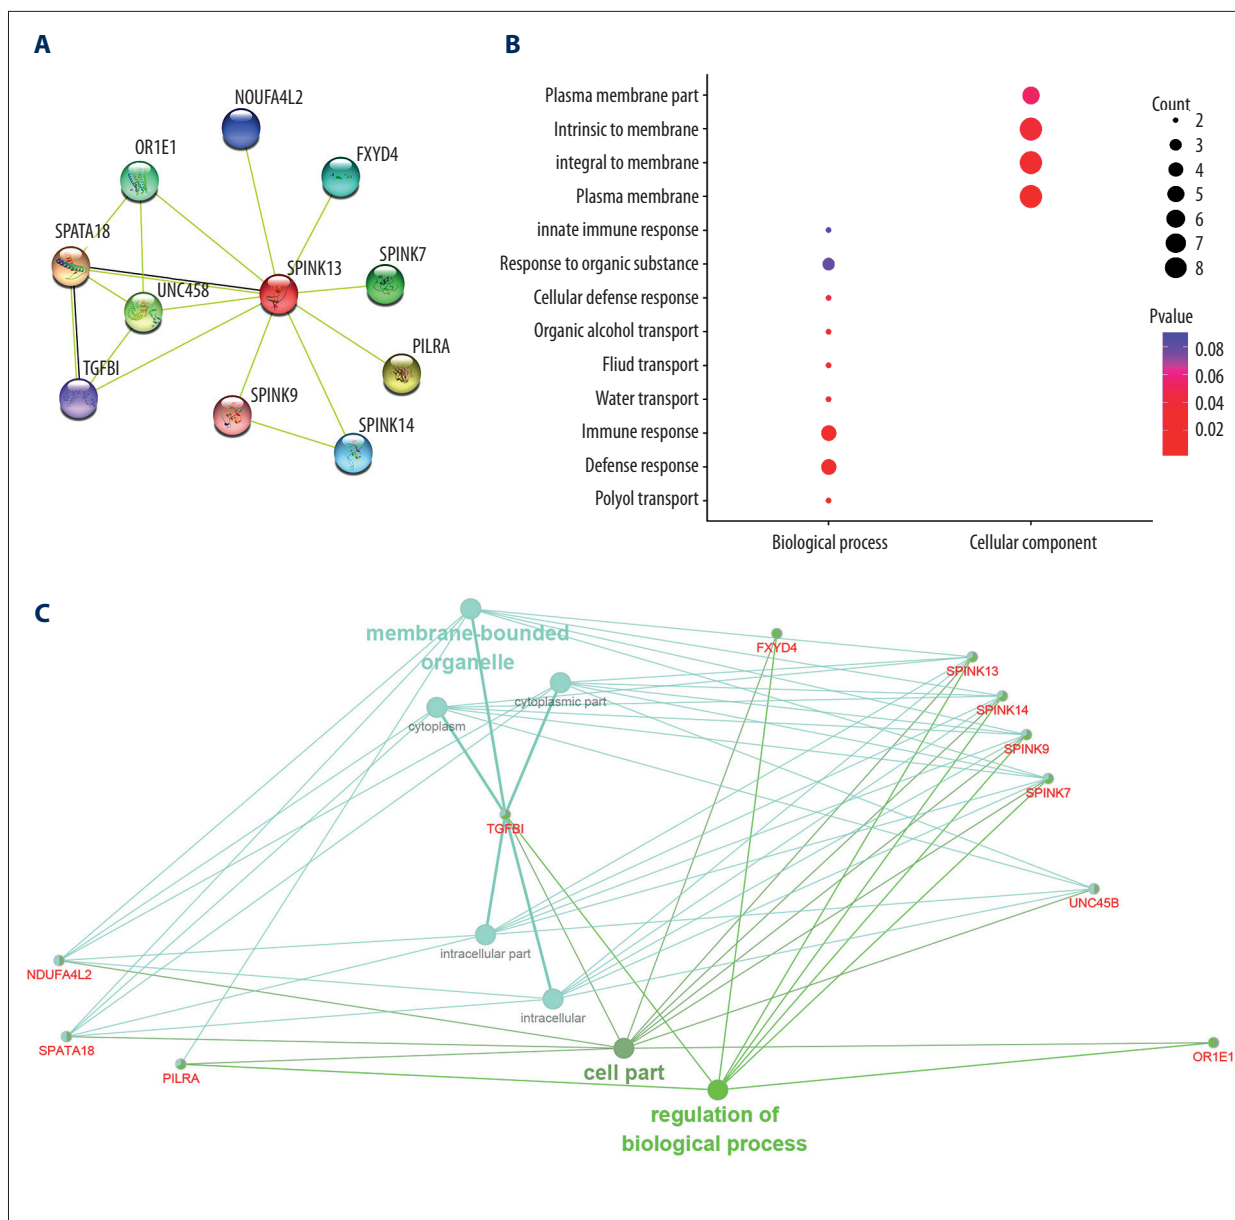 A
NOUFA4L2
OR1E1
FXYD4
SPATA18
SPINK7
SPINK13
UNC458
TGFBI
PILRA
SPINK9
SPINK14
B
Plasma membrane part
Intrinsic to membrane
integral to membrane
Plasma membrane
innate immune response
Response to organic substance
Cellular defense response
Organic alcohol transport
Fliud transport
Water transport
Immune response
Defense response
Polyol transport
Biological process
Cellular component
Count
2
3
4
5
6
7
8
Pvalue
0.08
0.06
0.04
0.02
C
membrane-bounded
organelle
cytoplasmic part
cytoplasm
FXYD4
SPINK13
SPINK14
SPINK9
SPINK7
TGFBI
UNC45B
intracellular part
NDUFA4L2
intracellular
SPATA18
PILRA
OR1E1
cell part
regulation of
biological process